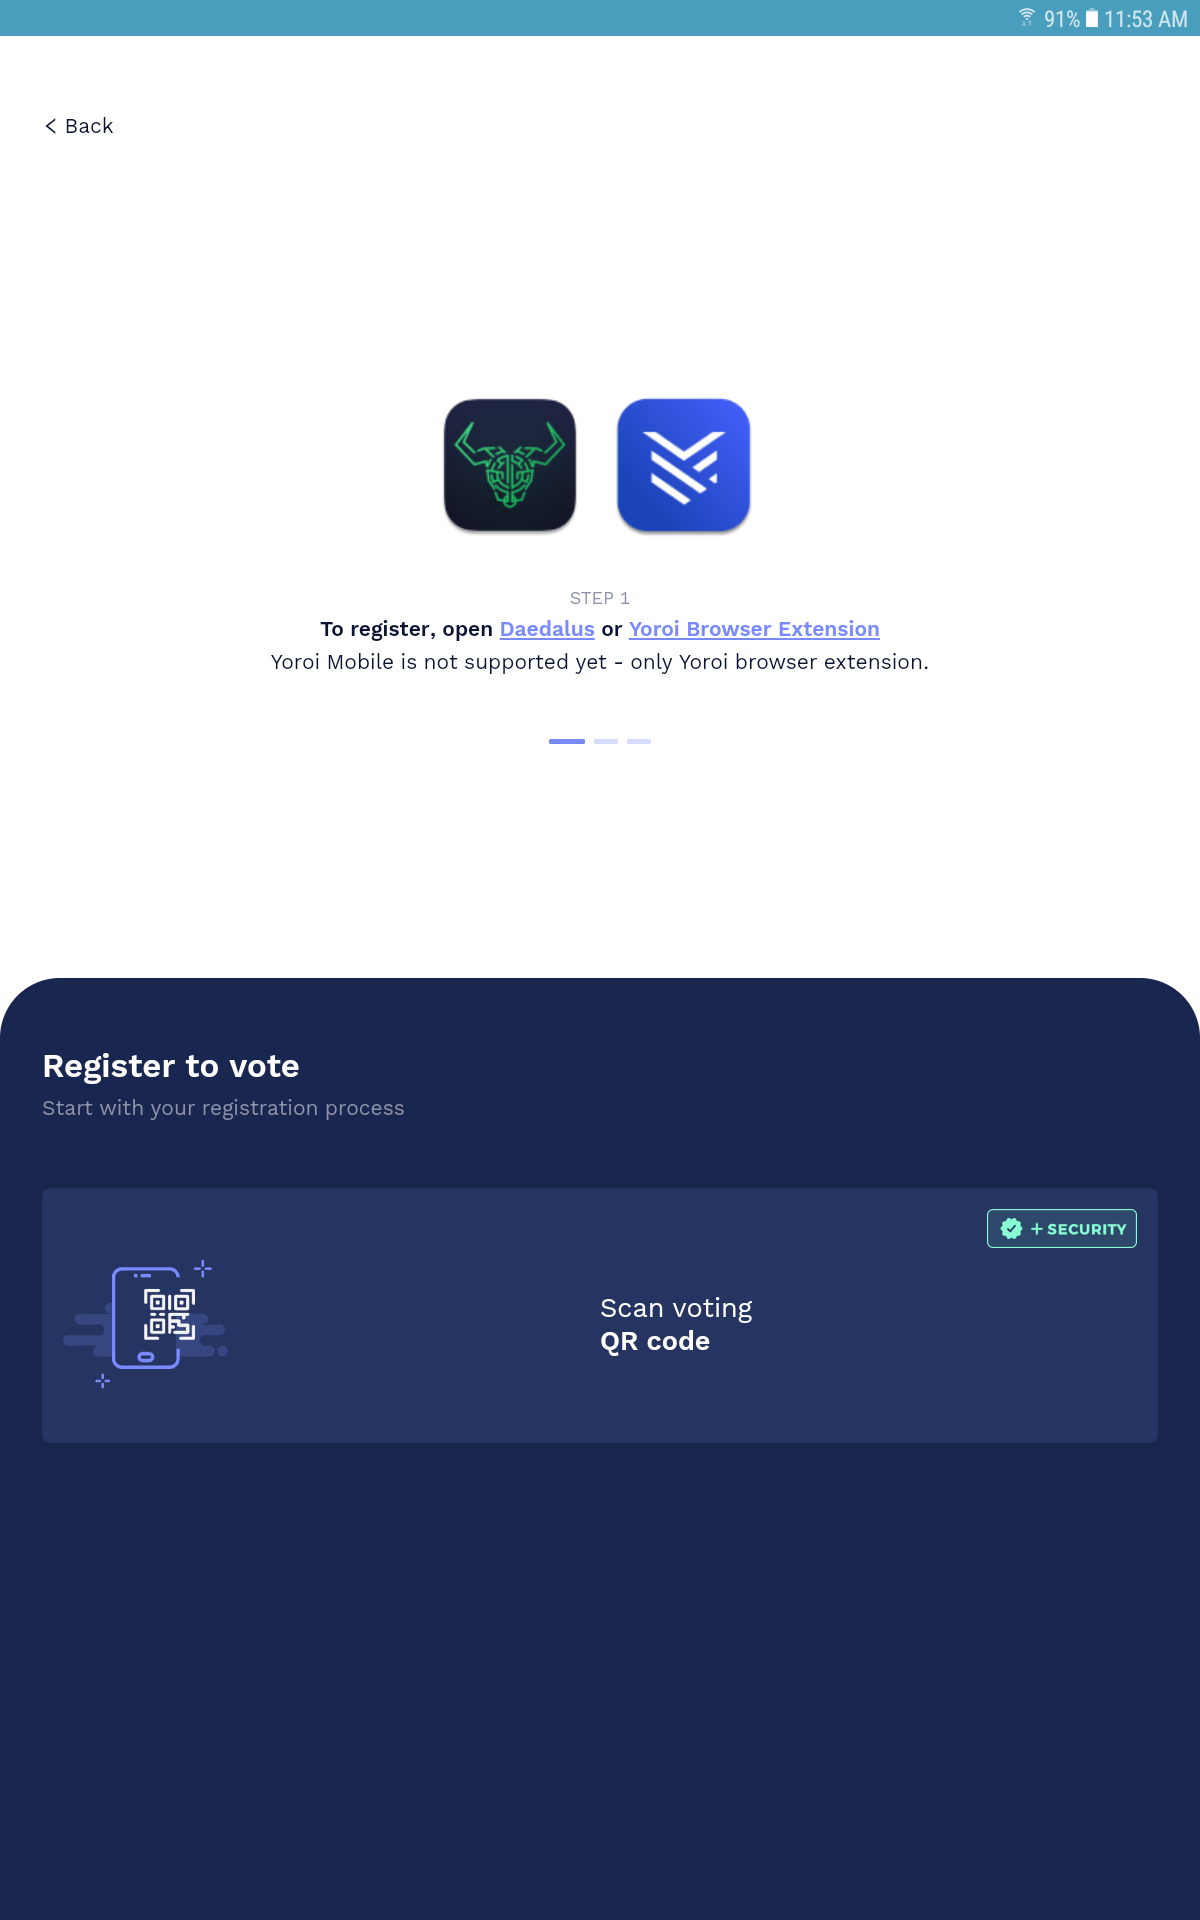 91% 11:53 AM
< Back
STEP 1
To register, open Daedalus or Yoroi Browser Extension
Yoroi Mobile is not supported yet - only Yoroi browser extension.
Register to vote
Start with your registration process
+ SECURITY
Scan voting
QR code